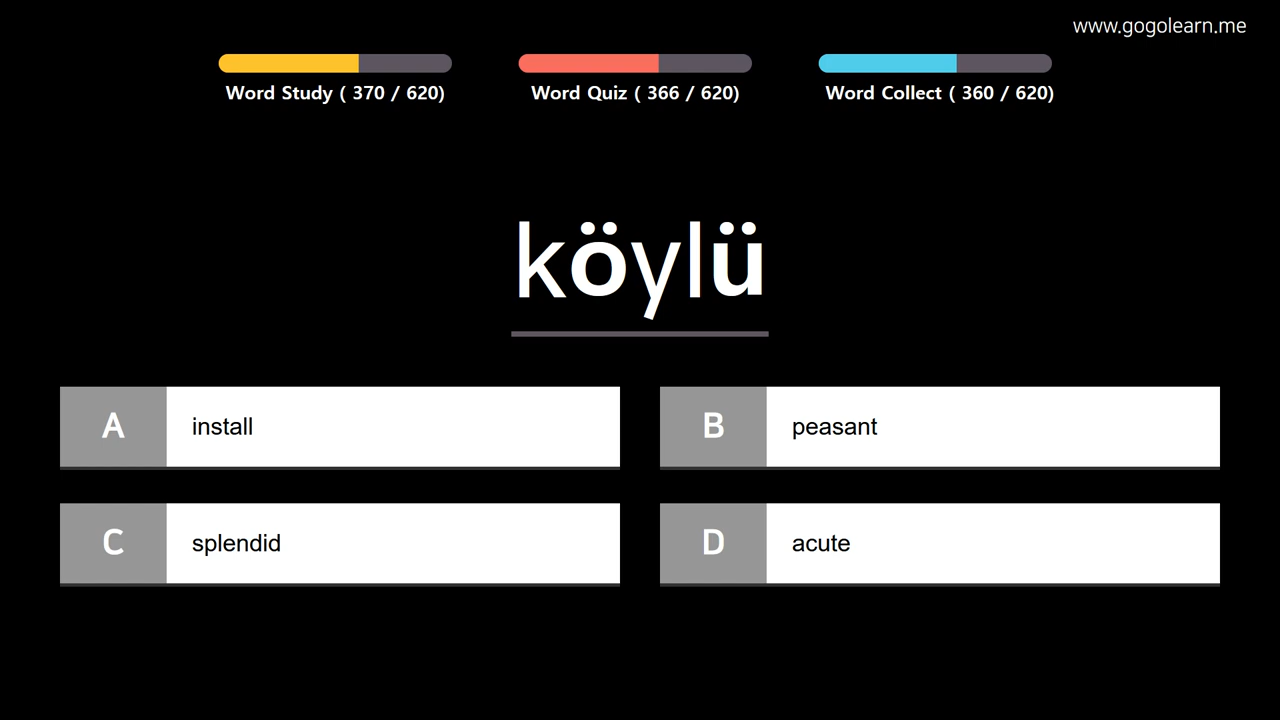 www.gogolearn.me
Word Study ( 370 / 620)
Word Quiz ( 366 / 620)
Word Collect ( 360 / 620)
köylü
A install
B peasant
C splendid
D acute